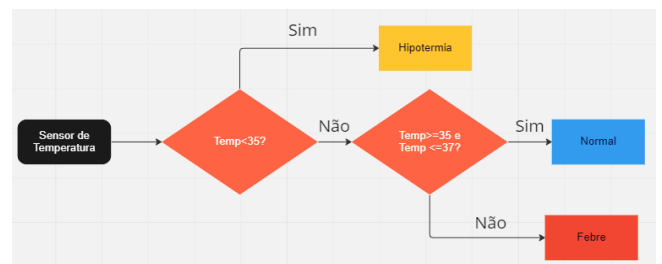 Sim
Hipotermia
Sensor de
Temperatura
Temp<35?
Não
Temp>=35 e
Temp <=37?
Sim
Normal
Não
Febre